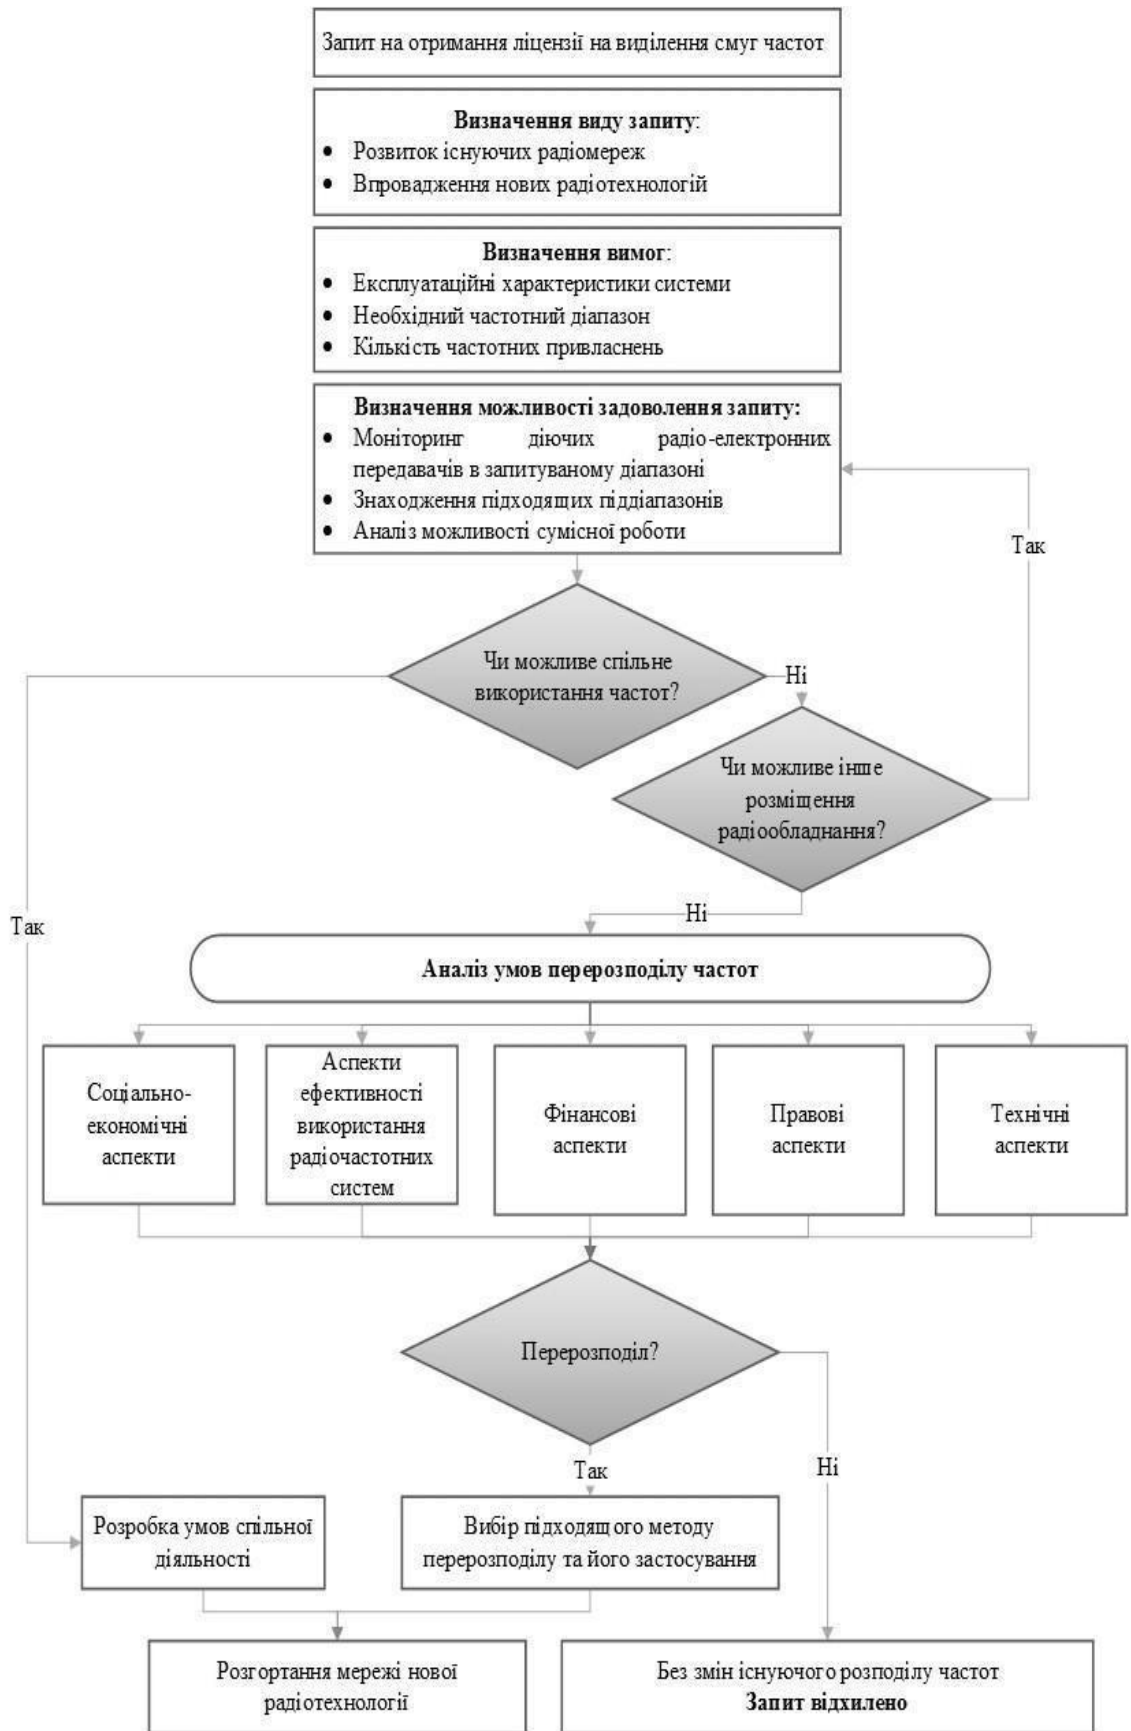 Запит на отримання ліцензії на виділення смуг частот
Визначення виду запиту:
• Розвиток існуючих радіомереж
• Впровадження нових радіотехнологій
Визначення вимог:
• Експлуатаційні характеристики системи
• Необхідний частотний діапазон
• Кількість частотних привласнень
Визначення можливості задоволення запиту:
• Моніторинг діючих радіо-електронних
передавачів в запитуваному діапазоні
• Знаходження підходящих піддіапазонів
• Аналіз можливості сумісної роботи
Так
Чи можливе спільне
використання частот?
Ні
Чи можливе інше
розміщення
радіообладнання?
Так
Ні
Аналіз умов перерозподілу частот
Соціально-
економічні
аспекти
Аспекти
ефективності
використання
радіочастотних
систем
Фінансові
аспекти
Правові
аспекти
Технічні
аспекти
Перерозподіл?
Так
Ні
Розробка умов спільної
діяльності
Вибір підходящого методу
перерозподілу та його застосування
Розгортання мережі нової
радіотехнології
Без змін існуючого розподілу частот
Запит відхилено